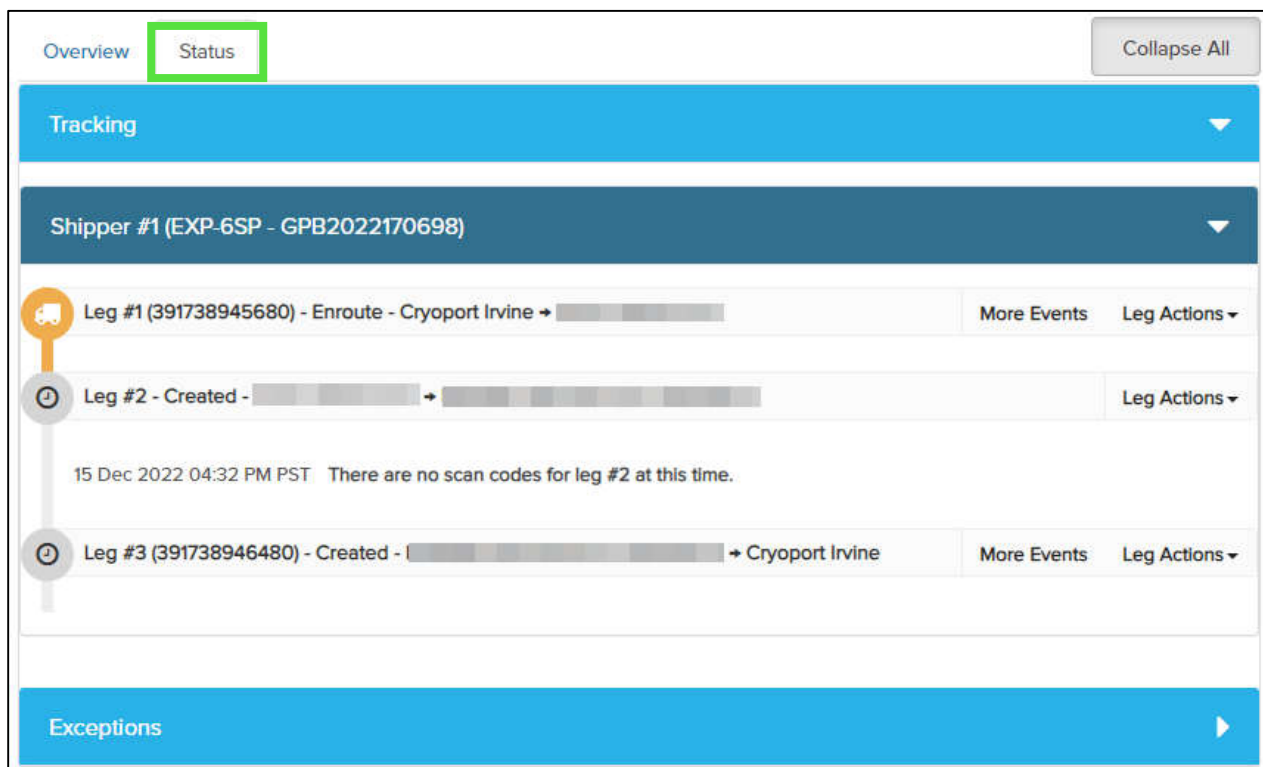 Overview Status Collapse All
Tracking
Shipper #1 (EXP-6SP - GPB2022170698)
Leg #1 (391738945680) - Enroute - Cryoport Irvine → More Events Leg Actions
Leg #2 - Created - → Leg Actions
15 Dec 2022 04:32 PM PST There are no scan codes for leg #2 at this time.
Leg #3 (391738946480) - Created - → Cryoport Irvine More Events Leg Actions
Exceptions